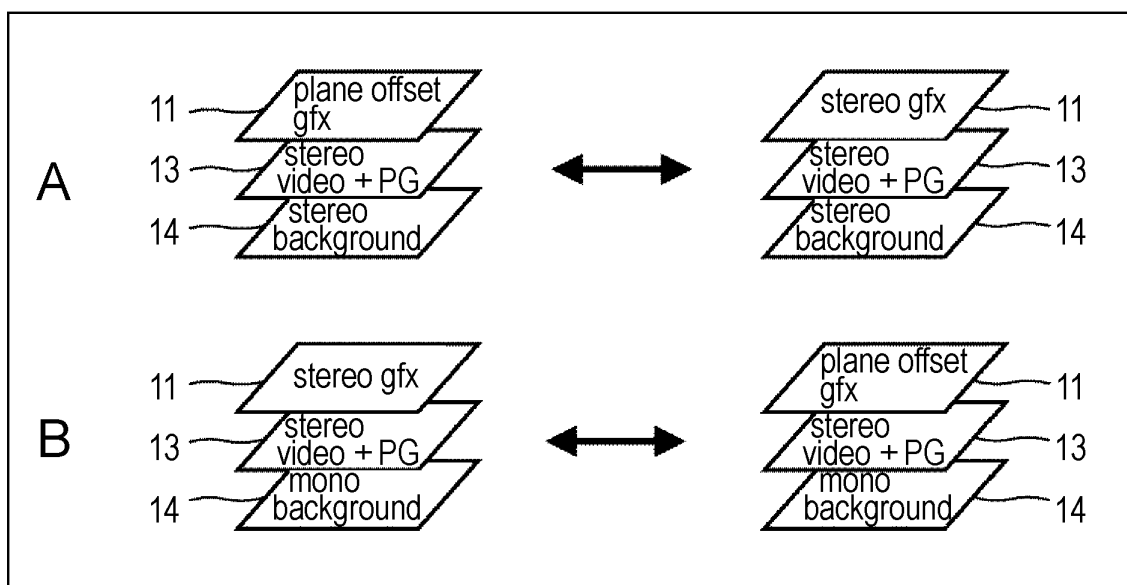 A
11
plane offset
gfx
13
stereo
video + PG
14
stereo
background
stereo gfx
11
stereo
video + PG
13
stereo
background
14
B
11
stereo gfx
13
stereo
video + PG
14
mono
background
plane offset
gfx
11
stereo
video + PG
13
mono
background
14